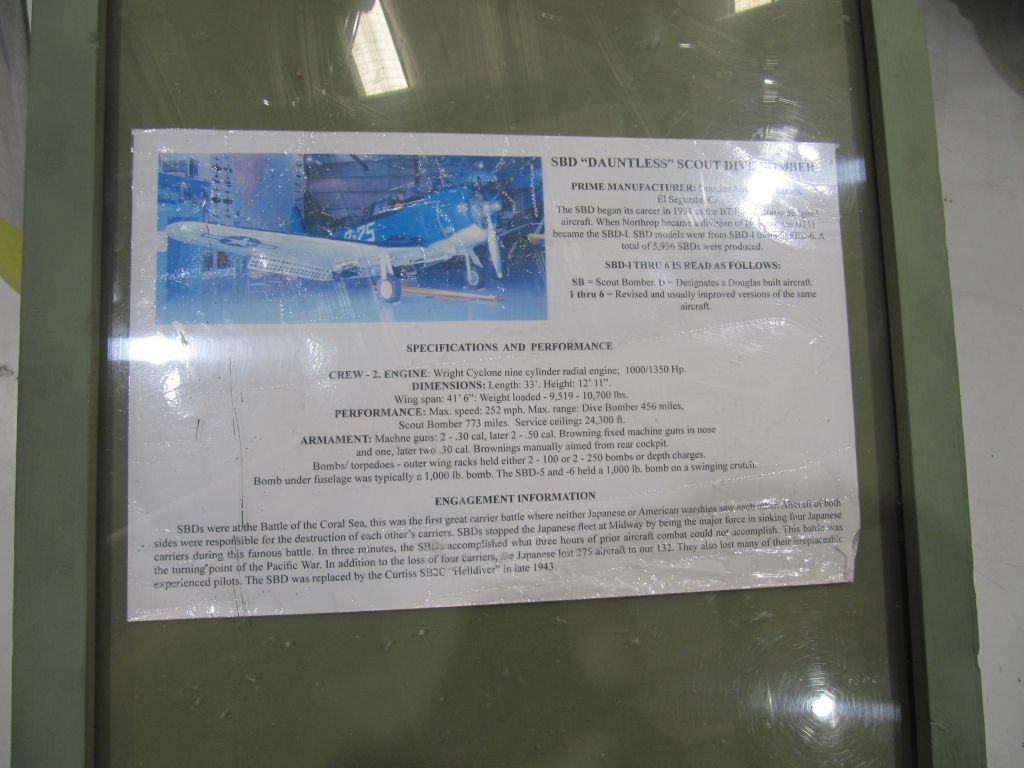 SBD “DAUNTLESS” SCOUT DIVE BOMBER
PRIME MANUFACTURER: Douglas
El Segundo, CA.
The SBD began its career in 1934 as the
aircraft. When Northrop became a division of
became the SBD-1. SBD models went from SBD-1 SBD-6. A
total of 5,936 SBDs were produced.
SBD-1 THRU 6 IS READ AS FOLLOWS:
SB = Scout Bomber. D = Designates a Douglas built aircraft.
1 thru 6 = Revised and usually improved versions of the same
aircraft.
SPECIFICATIONS AND PERFORMANCE
CREW - 2. ENGINE: Wright Cyclone nine cylinder radial engine; 1000/1350 Hp.
DIMENSIONS: Length: 33'. Height: 12' 11".
Wing span: 41' 6": Weight loaded - 9,519 - 10,700 lbs.
PERFORMANCE: Max. speed: 252 mph. Max. range: Dive Bomber 456 miles,
Scout Bomber 773 miles. Service ceiling: 24,300 ft.
ARMAMENT: Machne guns: 2 - .30 cal, later 2 - .50 cal. Browning fixed machine guns in nose
and one, later two .30 cal. Brownings manually aimed from rear cockpit.
Bombs/ torpedoes - outer wing racks held either 2 - 100 or 2 - 250 bombs or depth charges.
Bomb under fuselage was typically a 1,000 lb. bomb. The SBD-5 and -6 held a 1,000 lb. bomb on a swinging crutch.
ENGAGEMENT INFORMATION
SBDs were at the Battle of the Coral Sea, this was the first great carrier battle where neither Japanese or American warships saw each other. Aircraft of both
sides were responsible for the destruction of each other's carriers. SBDs stopped the Japanese fleet at Midway by being the major force in sinking four Japanese
carriers during this famous battle. In three minutes, the SBDs accomplished what three hours of prior aircraft combat could not accomplish. This battle was
the turning point of the Pacific War. In addition to the loss of four carriers, the Japanese lost 275 aircraft to our 132. They also lost many of their irreplaceable
experienced pilots. The SBD was replaced by the Curtiss SB2C "Helldiver" in late 1943.